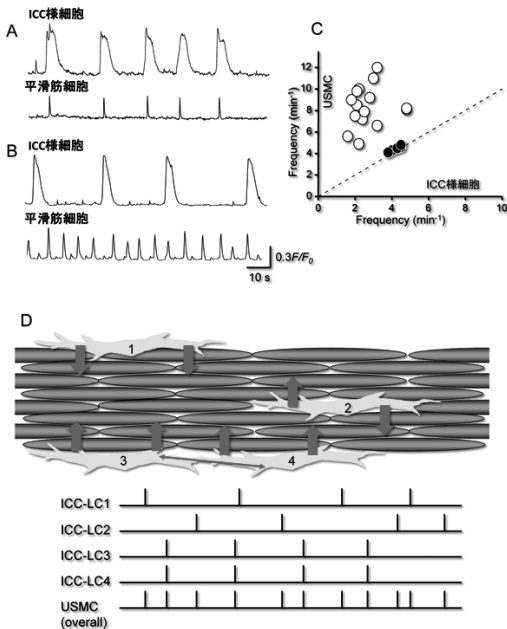 A
ICC様細胞
平滑筋細胞
B
ICC様細胞
平滑筋細胞
0.3F/F₀
10 s
C
12
10
8
6
4
2
0
USMC
Frequency (min⁻¹)
0 2 4 6 8 10
ICC様細胞
Frequency (min⁻¹)
D
1
2
3
4
ICC-LC1
ICC-LC2
ICC-LC3
ICC-LC4
USMC
(overall)